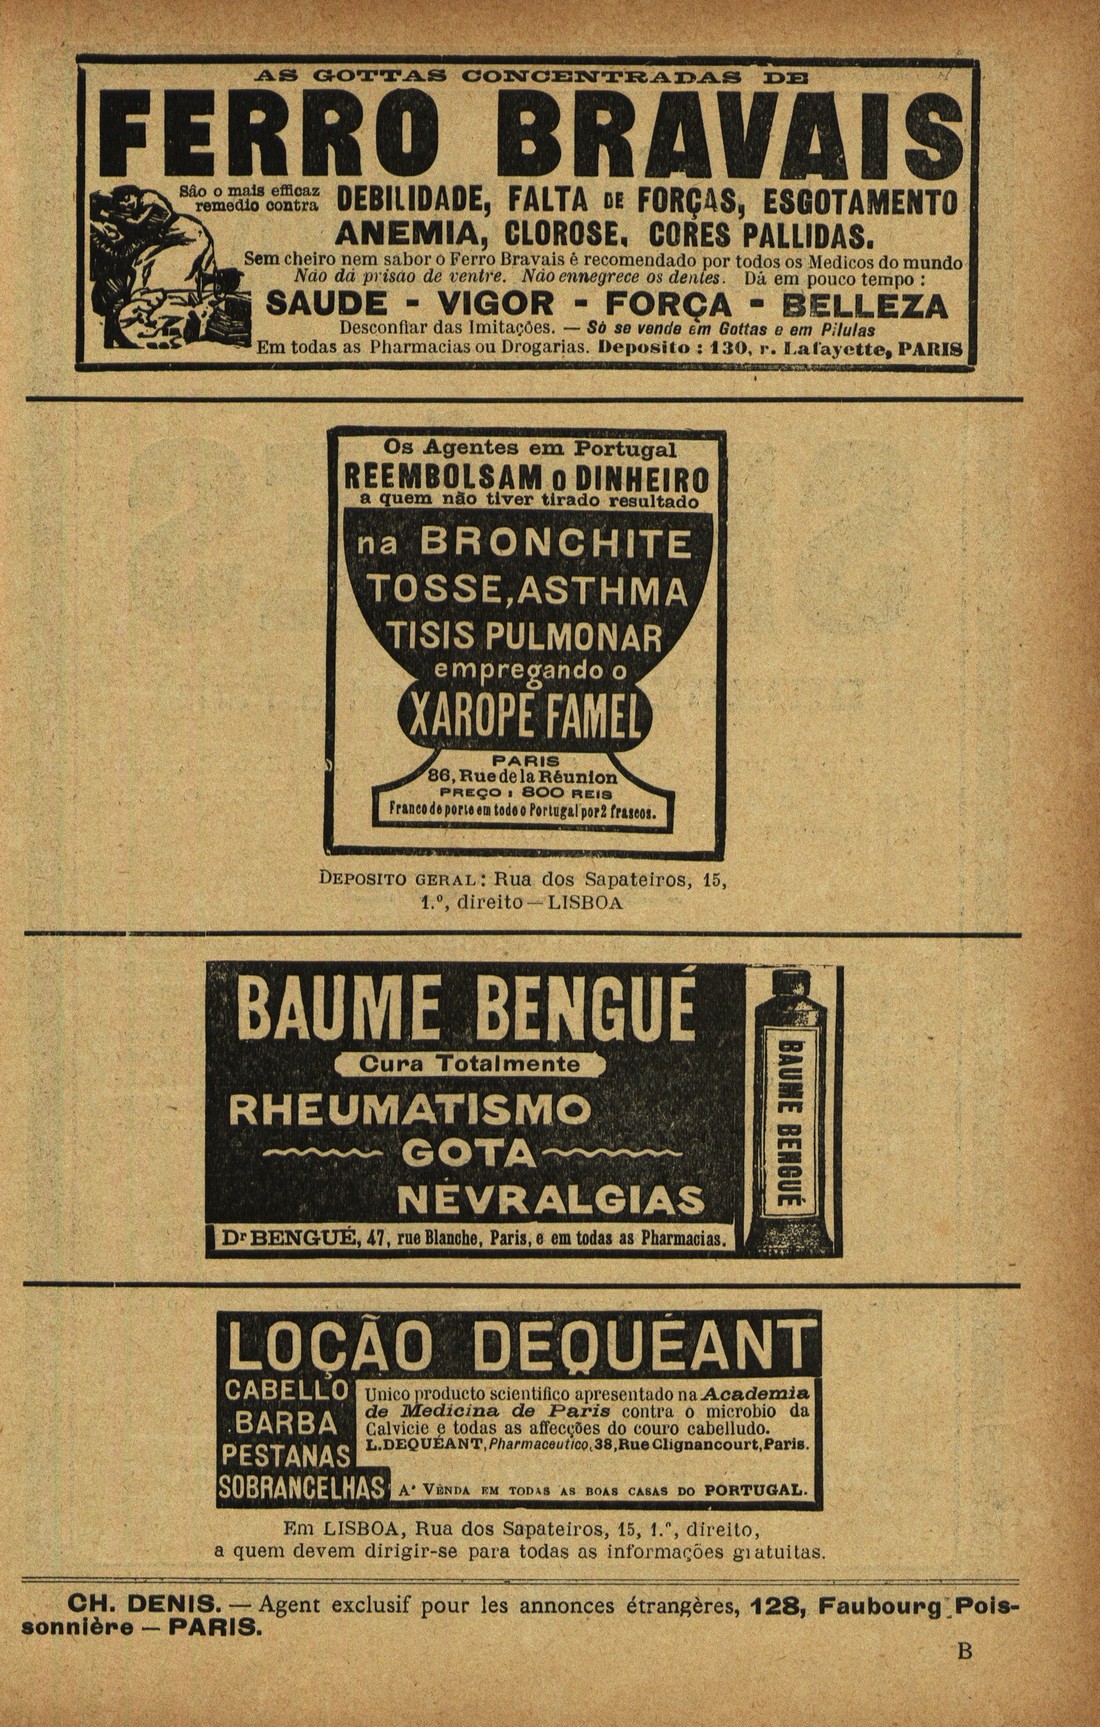 AS GOTTAS CONCENTRADAS DE
FERRO BRAVAIS
São o mais efficaz
remedio contra
DEBILIDADE, FALTA DE FORÇAS, ESGOTAMENTO
ANEMIA, CLOROSE, CORES PALLIDAS.
Sem cheiro nem sabor o Ferro Bravais é recomendado por todos os Medicos do mundo
Não dá prisão de ventre. Não ennegrece os dentes. Dá em pouco tempo :
SAUDE - VIGOR - FORÇA - BELLEZA
Desconfiar das Imitações. — Só se vende em Gottas e em Pilulas
Em todas as Pharmacias ou Drogarias. Deposito : 130, r. Lafayette, PARIS
Os Agentes em Portugal
REEMBOLSAM O DINHEIRO
a quem não tiver tirado resultado
na BRONCHITE
TOSSE, ASTHMA
TISIS PULMONAR
empregando o
XAROPE FAMEL
PARIS
86, Rue de la Réunion
PREÇO : 800 REIS
Franco de porte em todo o Portugal por 2 frascos.
DEPOSITO GERAL : Rua dos Sapateiros, 15,
1.º, direito — LISBOA
BAUME BENGUÉ
Cura Totalmente
RHEUMATISMO
GOTA
NÉVRALGIAS
Dr BENGUÉ, 47, rue Blanche, Paris, e em todas as Pharmacias.
BAUME BENGUÉ
LOÇÃO DEQUÉANT
CABELLO
BARBA
PESTANAS
SOBRANCELHAS
Unico producto scientifico apresentado na Academia
de Medicina de Paris contra o microbio da
Calvicie e todas as affecções do couro cabelludo.
L. DEQUÉANT, Pharmaceutico, 38, Rue Clignancourt, Paris.
A' VENDA EM TODAS AS BOAS CASAS DO PORTUGAL.
Em LISBOA, Rua dos Sapateiros, 15, 1.º, direito,
a quem devem dirigir-se para todas as informações gratuitas.
CH. DENIS. — Agent exclusif pour les annonces étrangères, 128, Faubourg Pois-
sonnière — PARIS.
B